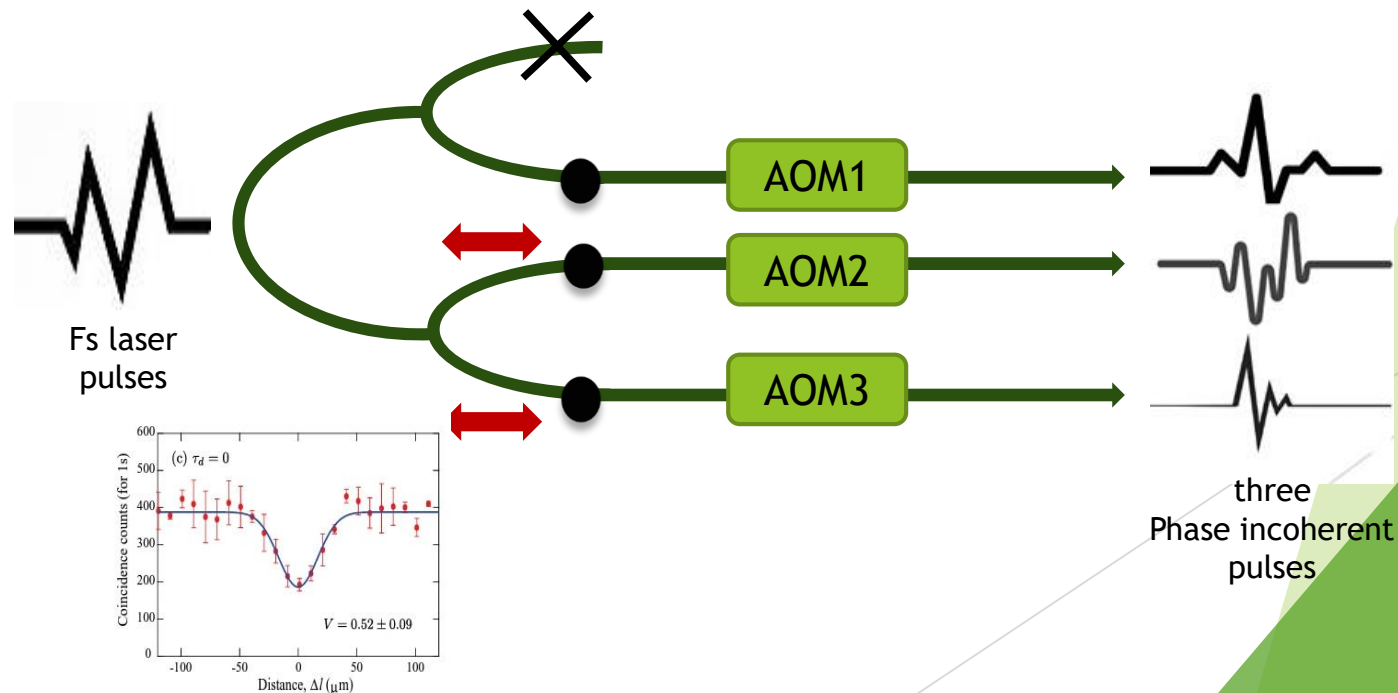 AOM1
AOM2
AOM3
Fs laser
pulses
three
Phase incoherent
pulses
(c) τ_d = 0
V = 0.52 ± 0.09
Coincidence counts (for 1s)
600
500
400
300
200
100
0
-100 -50 0 50 100
Distance, Δl (μm)